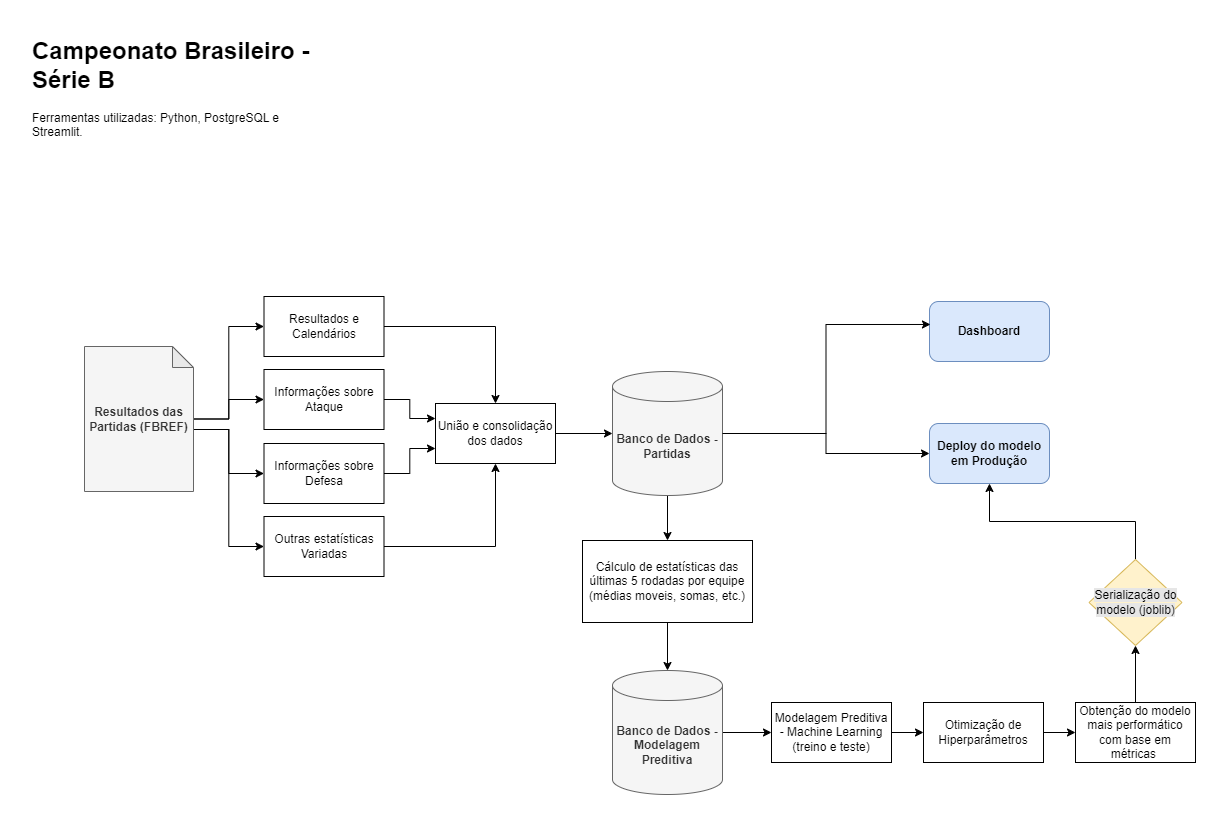 Campeonato Brasileiro -
Série B
Ferramentas utilizadas: Python, PostgreSQL e
Streamlit.
Resultados das
Partidas (FBREF)
Resultados e
Calendários
Informações sobre
Ataque
Informações sobre
Defesa
Outras estatísticas
Variadas
União e consolidação
dos dados
Banco de Dados -
Partidas
Dashboard
Deploy do modelo
em Produção
Cálculo de estatísticas das
últimas 5 rodadas por equipe
(médias moveis, somas, etc.)
Banco de Dados -
Modelagem
Preditiva
Modelagem Preditiva
- Machine Learning
(treino e teste)
Otimização de
Hiperparâmetros
Obtenção do modelo
mais performático
com base em
métricas
Serialização do
modelo (joblib)